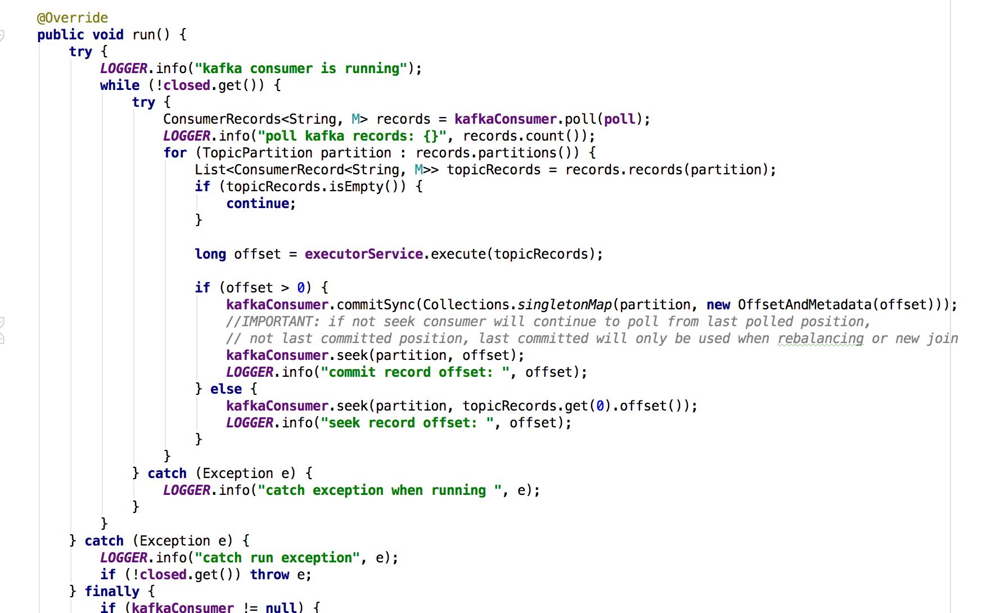 @Override
public void run() {
try {
LOGGER.info("kafka consumer is running");
while (!closed.get()) {
try {
ConsumerRecords<String, M> records = kafkaConsumer.poll(poll);
LOGGER.info("poll kafka records: {}", records.count());
for (TopicPartition partition : records.partitions()) {
List<ConsumerRecord<String, M>> topicRecords = records.records(partition);
if (topicRecords.isEmpty()) {
continue;
}
long offset = executorService.execute(topicRecords);
if (offset > 0) {
kafkaConsumer.commitSync(Collections.singletonMap(partition, new OffsetAndMetadata(offset)));
//IMPORTANT: if not seek consumer will continue to poll from last polled position,
// not last committed position, last committed will only be used when rebalancing or new join
kafkaConsumer.seek(partition, offset);
LOGGER.info("commit record offset: ", offset);
} else {
kafkaConsumer.seek(partition, topicRecords.get(0).offset());
LOGGER.info("seek record offset: ", offset);
}
}
} catch (Exception e) {
LOGGER.info("catch exception when running ", e);
}
}
} catch (Exception e) {
LOGGER.info("catch run exception", e);
if (!closed.get()) throw e;
} finally {
if (kafkaConsumer != null) {